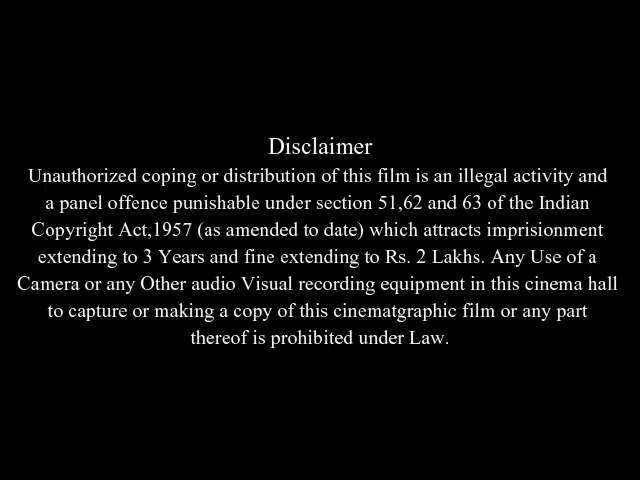 Disclaimer
Unauthorized coping or distribution of this film is an illegal activity and
a panel offence punishable under section 51,62 and 63 of the Indian
Copyright Act,1957 (as amended to date) which attracts imprisionment
extending to 3 Years and fine extending to Rs. 2 Lakhs. Any Use of a
Camera or any Other audio Visual recording equipment in this cinema hall
to capture or making a copy of this cinematgraphic film or any part
thereof is prohibited under Law.